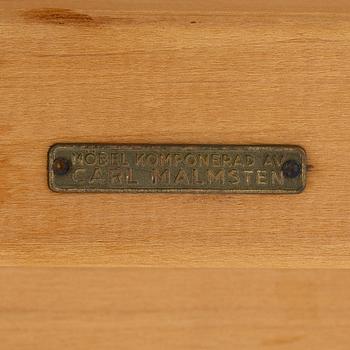 MÖBEL KOMPONERAD AV
CARL MALMSTEN